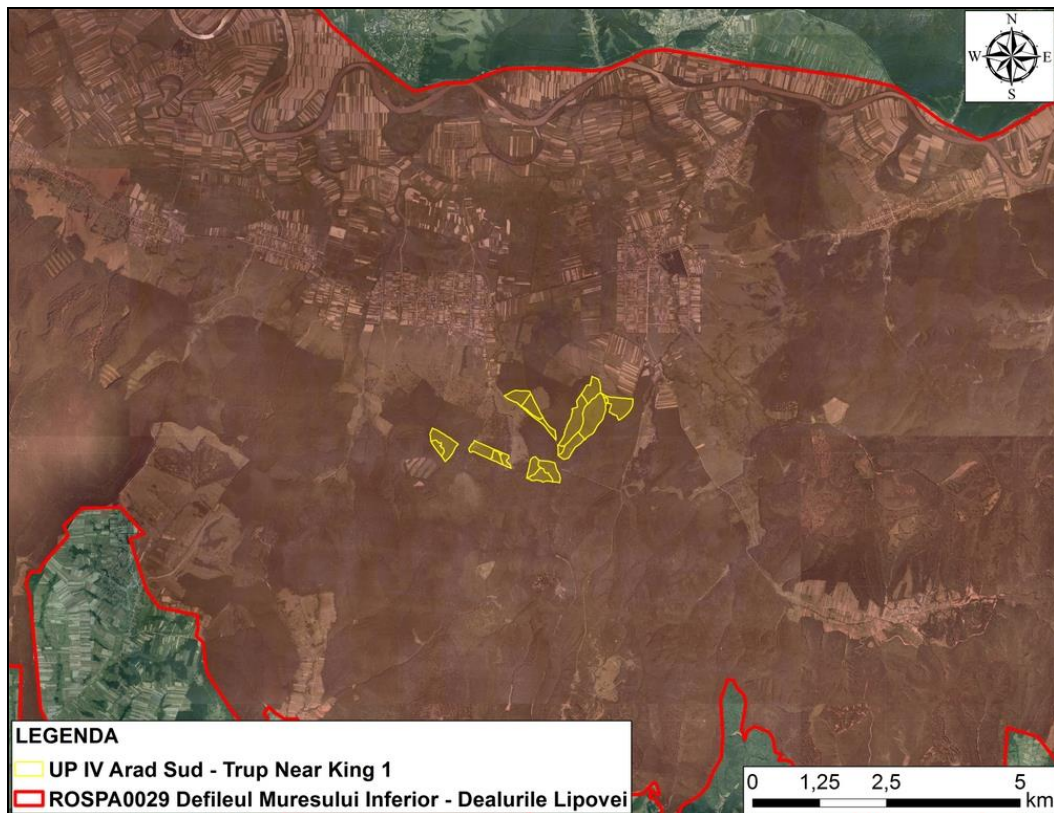 N
W E
S
LEGENDA
UP IV Arad Sud - Trup Near King 1
ROSPA0029 Defileul Muresului Inferior - Dealurile Lipovei
0 1,25 2,5 5
km